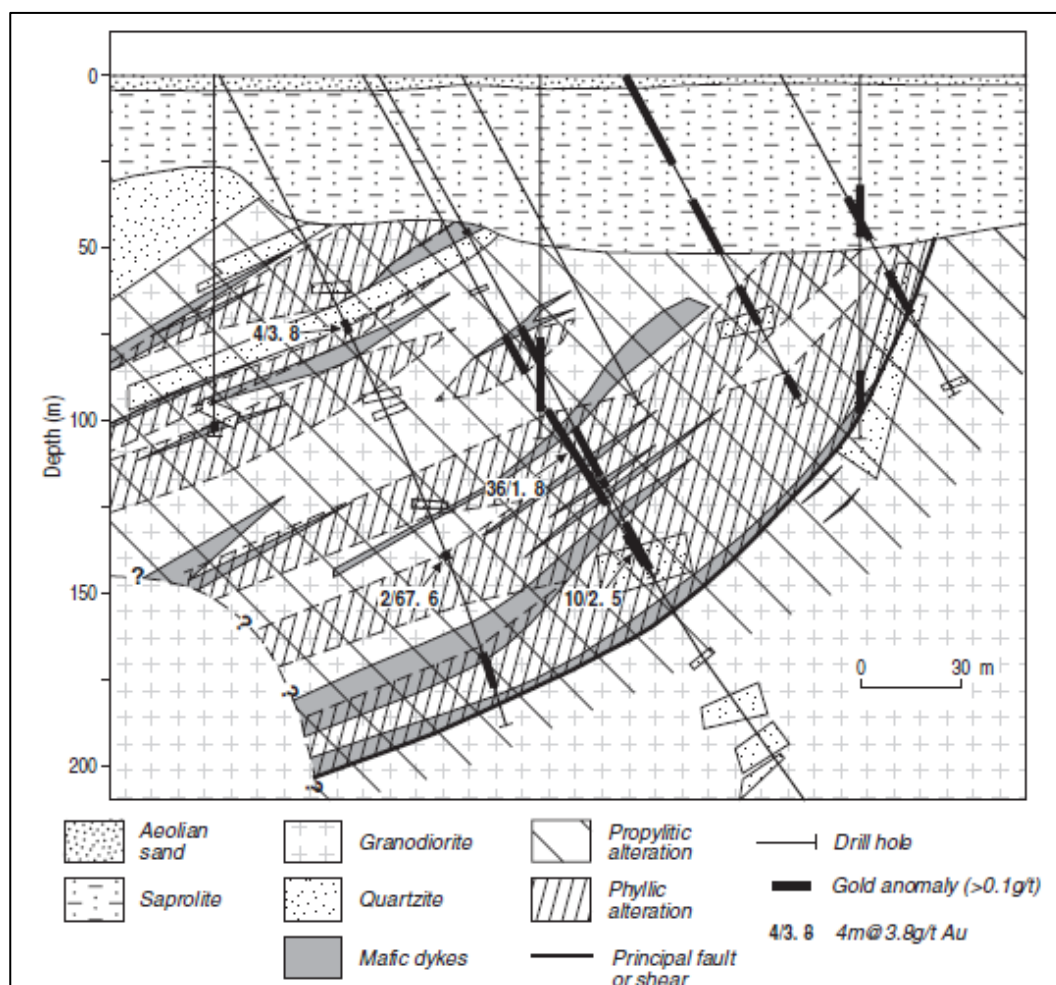 0
50
4/3. 8
Depth (m)
100
36/1. 8
150
?
?
2/67. 6
10/2. 5
0 30 m
?
200
?
Aeolian
sand
Granodiorite
Propylitic
alteration
Drill hole
Saprolite
Quartzite
Phyllic
alteration
Gold anomaly (>0.1g/t)
Mafic dykes
Principal fault
or shear
4/3. 8 4m@3.8g/t Au